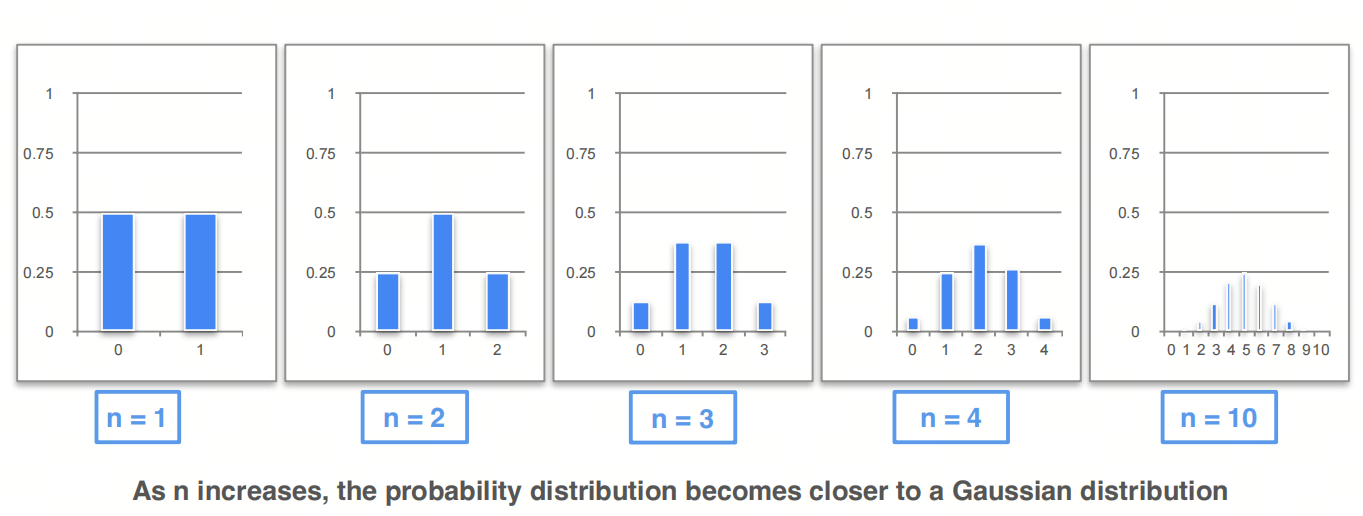 1
0.75
0.5
0.25
0
0 1
n = 1
1
0.75
0.5
0.25
0
0 1 2
n = 2
1
0.75
0.5
0.25
0
0 1 2 3
n = 3
1
0.75
0.5
0.25
0
0 1 2 3 4
n = 4
1
0.75
0.5
0.25
0
0 1 2 3 4 5 6 7 8 9 10
n = 10
As n increases, the probability distribution becomes closer to a Gaussian distribution